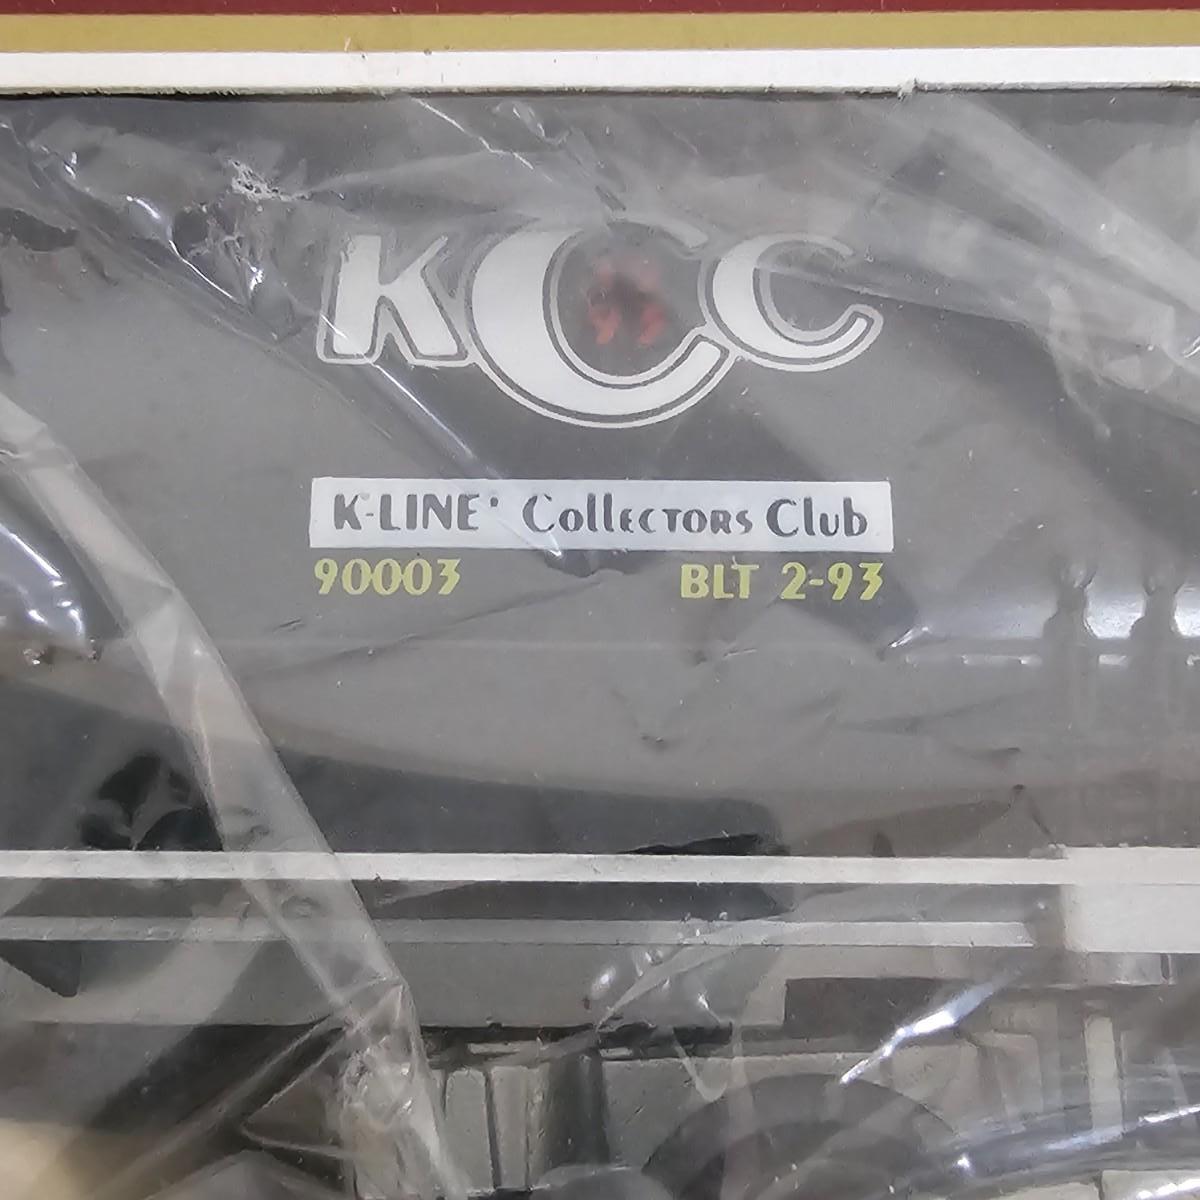 KCC
K-LINE® Collectors Club
90003 BLT 2-93